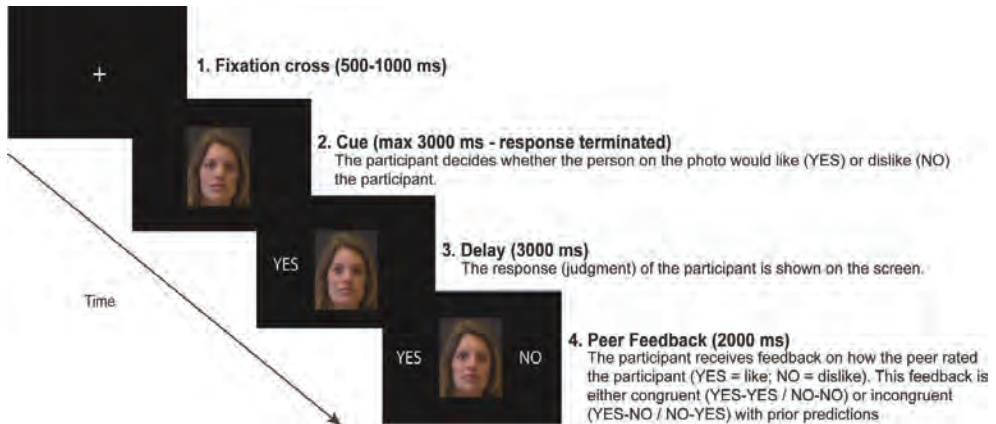 +
1. Fixation cross (500-1000 ms)
2. Cue (max 3000 ms - response terminated)
The participant decides whether the person on the photo would like (YES) or dislike (NO)
the participant.
YES
3. Delay (3000 ms)
The response (judgment) of the participant is shown on the screen.
Time
YES
NO
4. Peer Feedback (2000 ms)
The participant receives feedback on how the peer rated
the participant (YES = like; NO = dislike). This feedback is
either congruent (YES-YES / NO-NO) or incongruent
(YES-NO / NO-YES) with prior predictions